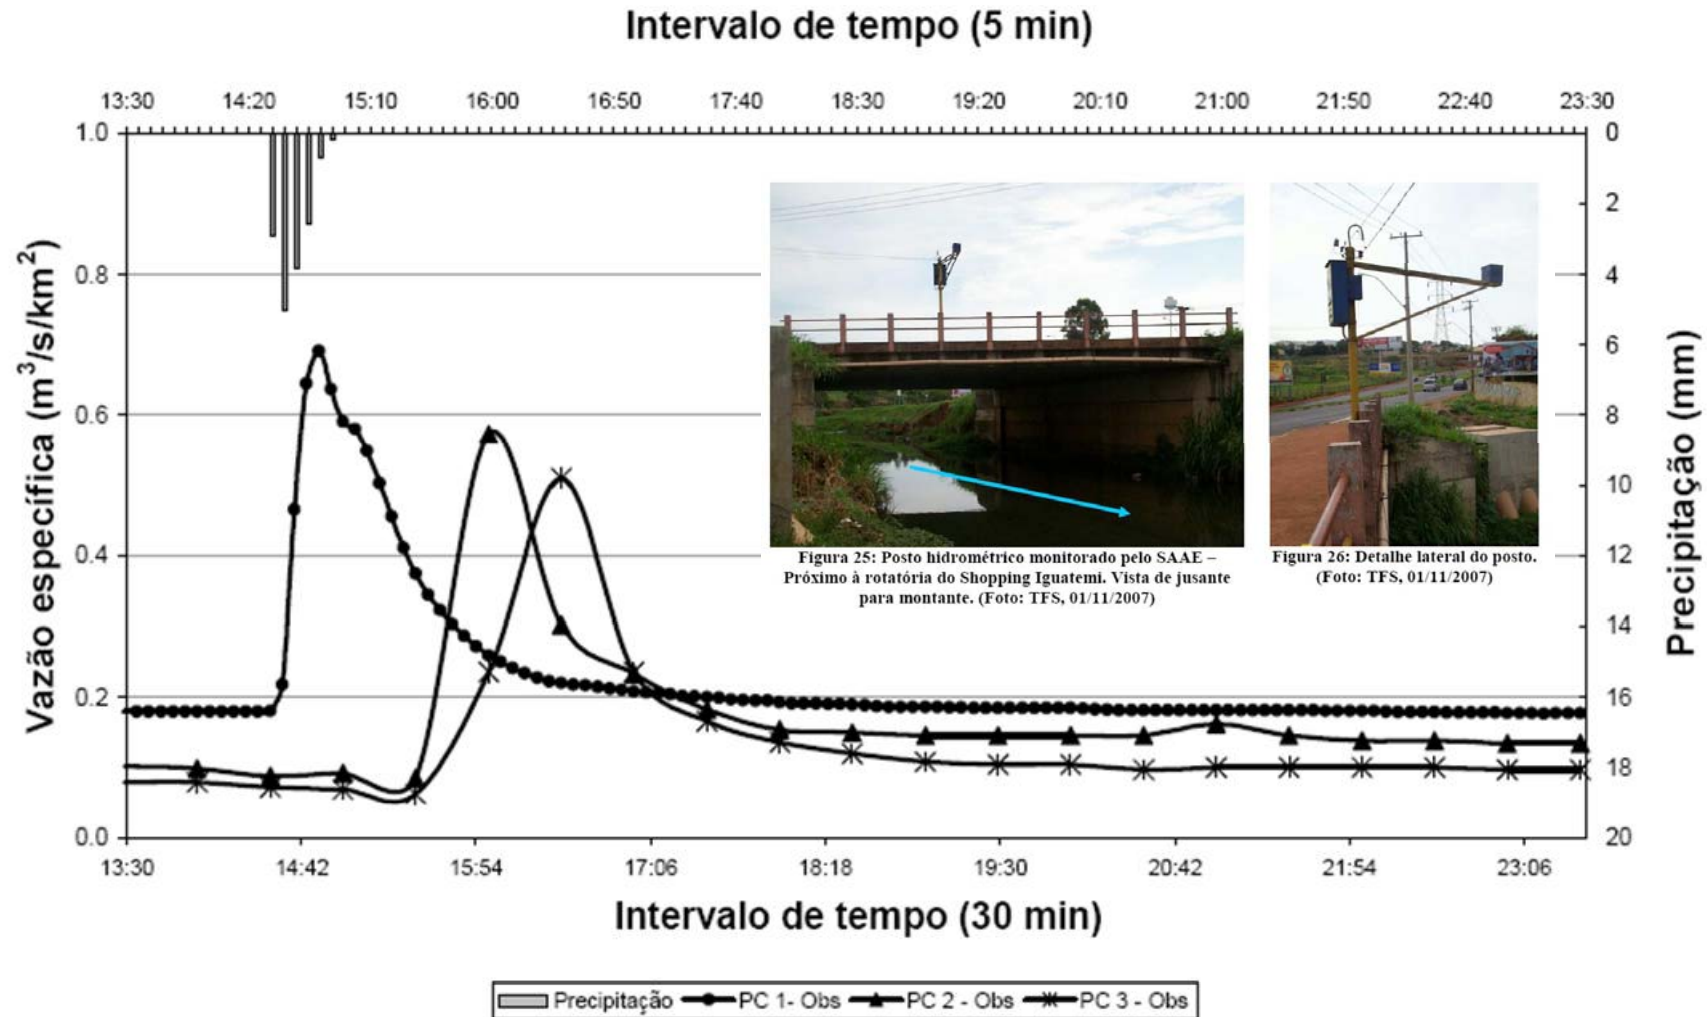 Intervalo de tempo (5 min)
13:30 14:20 15:10 16:00 16:50 17:40 18:30 19:20 20:10 21:00 21:50 22:40 23:30
1.0
0.8
0.6
0.4
0.2
0.0
Vazão específica (m³/s/km²)
0
2
4
6
8
10
12
14
16
18
20
Precipitação (mm)
Figura 25: Posto hidrométrico monitorado pelo SAAE –
Próximo à rotatória do Shopping Iguatemi. Vista de jusante
para montante. (Foto: TFS, 01/11/2007)
Figura 26: Detalhe lateral do posto.
(Foto: TFS, 01/11/2007)
13:30 14:42 15:54 17:06 18:18 19:30 20:42 21:54 23:06
Intervalo de tempo (30 min)
Precipitação PC 1- Obs PC 2 - Obs PC 3 - Obs